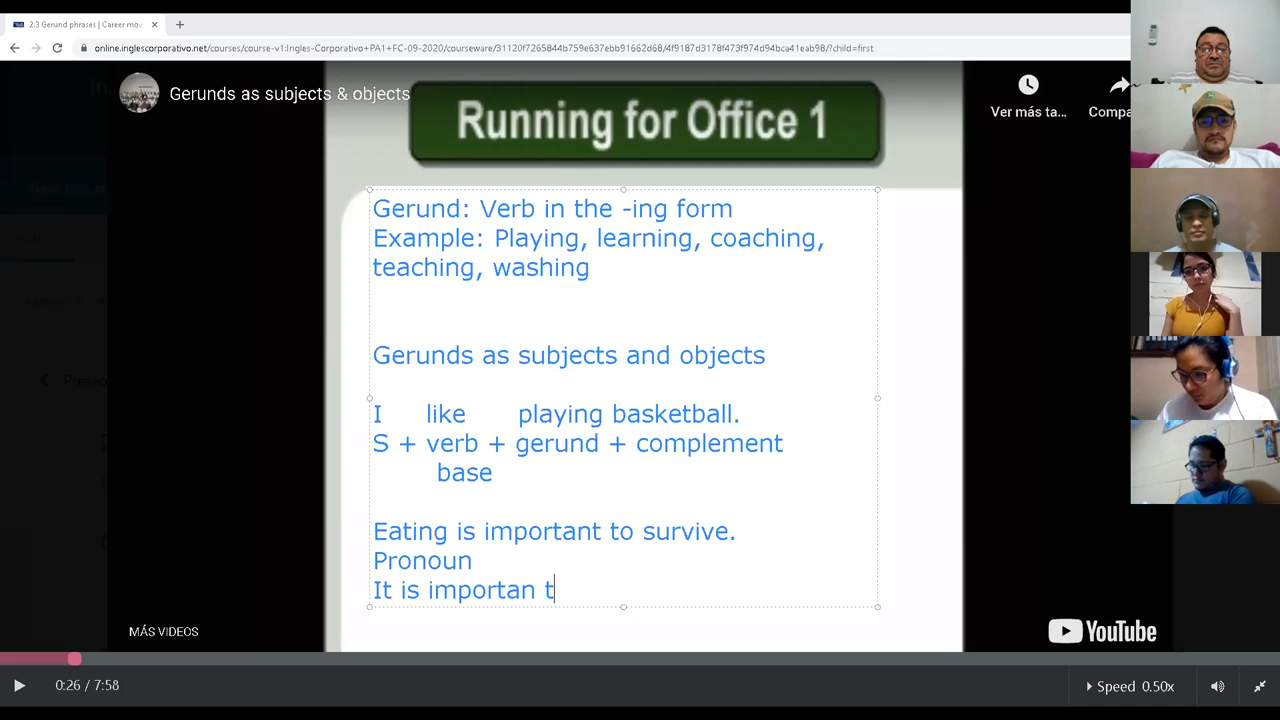 2.3 Gerund phrases | Career mov
online.inglescorporativo.net/courses/course-v1:Ingles-Corporativo+PA1+FC-09-2020/courseware/31120f7265844b759e637ebb91662d68/4f9187d3178f473f974d94bca41eab98/?child=first
Gerunds as subjects & objects
Running for Office 1
Ver más ta...
Compa
Gerund: Verb in the -ing form
Example: Playing, learning, coaching,
teaching, washing
Gerunds as subjects and objects
Previo
I like playing basketball.
S + verb + gerund + complement
base
Eating is important to survive.
Pronoun
It is importan t
MÁS VIDEOS
YouTube
0:26 / 7:58
Speed 0.50x